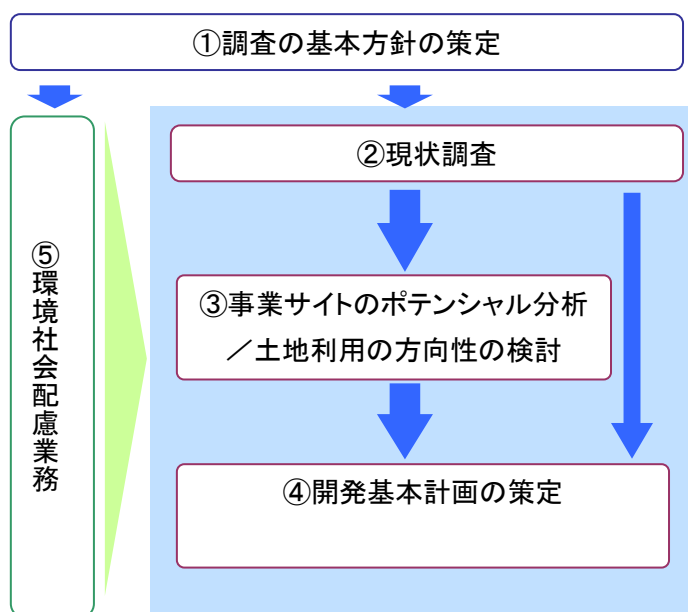 ①調査の基本方針の策定
②現状調査
③事業サイトのポテンシャル分析
／土地利用の方向性の検討
④開発基本計画の策定
⑤環境社会配慮業務